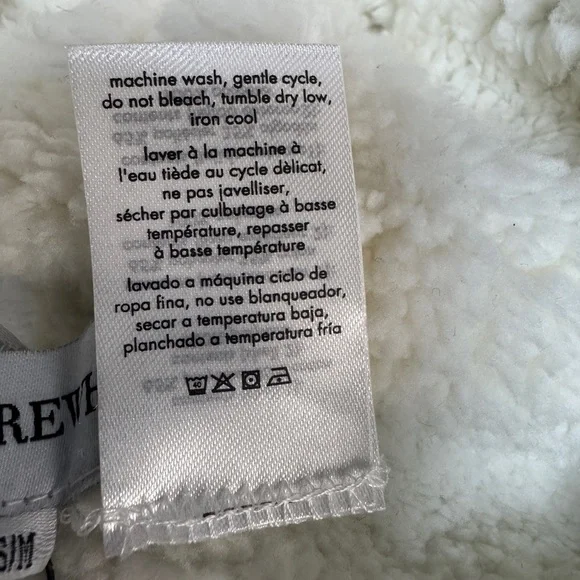 machine wash, gentle cycle,
do not bleach, tumble dry low,
iron cool
laver à la machine à
l'eau tiède au cycle dèlicat,
ne pas javelliser,
sécher par culbutage à basse
température, repasser
à basse température
lavado a máquina ciclo de
ropa fina, no use blanqueador,
secar a temperatura baja,
planchado a temperatura fría
40
S/M